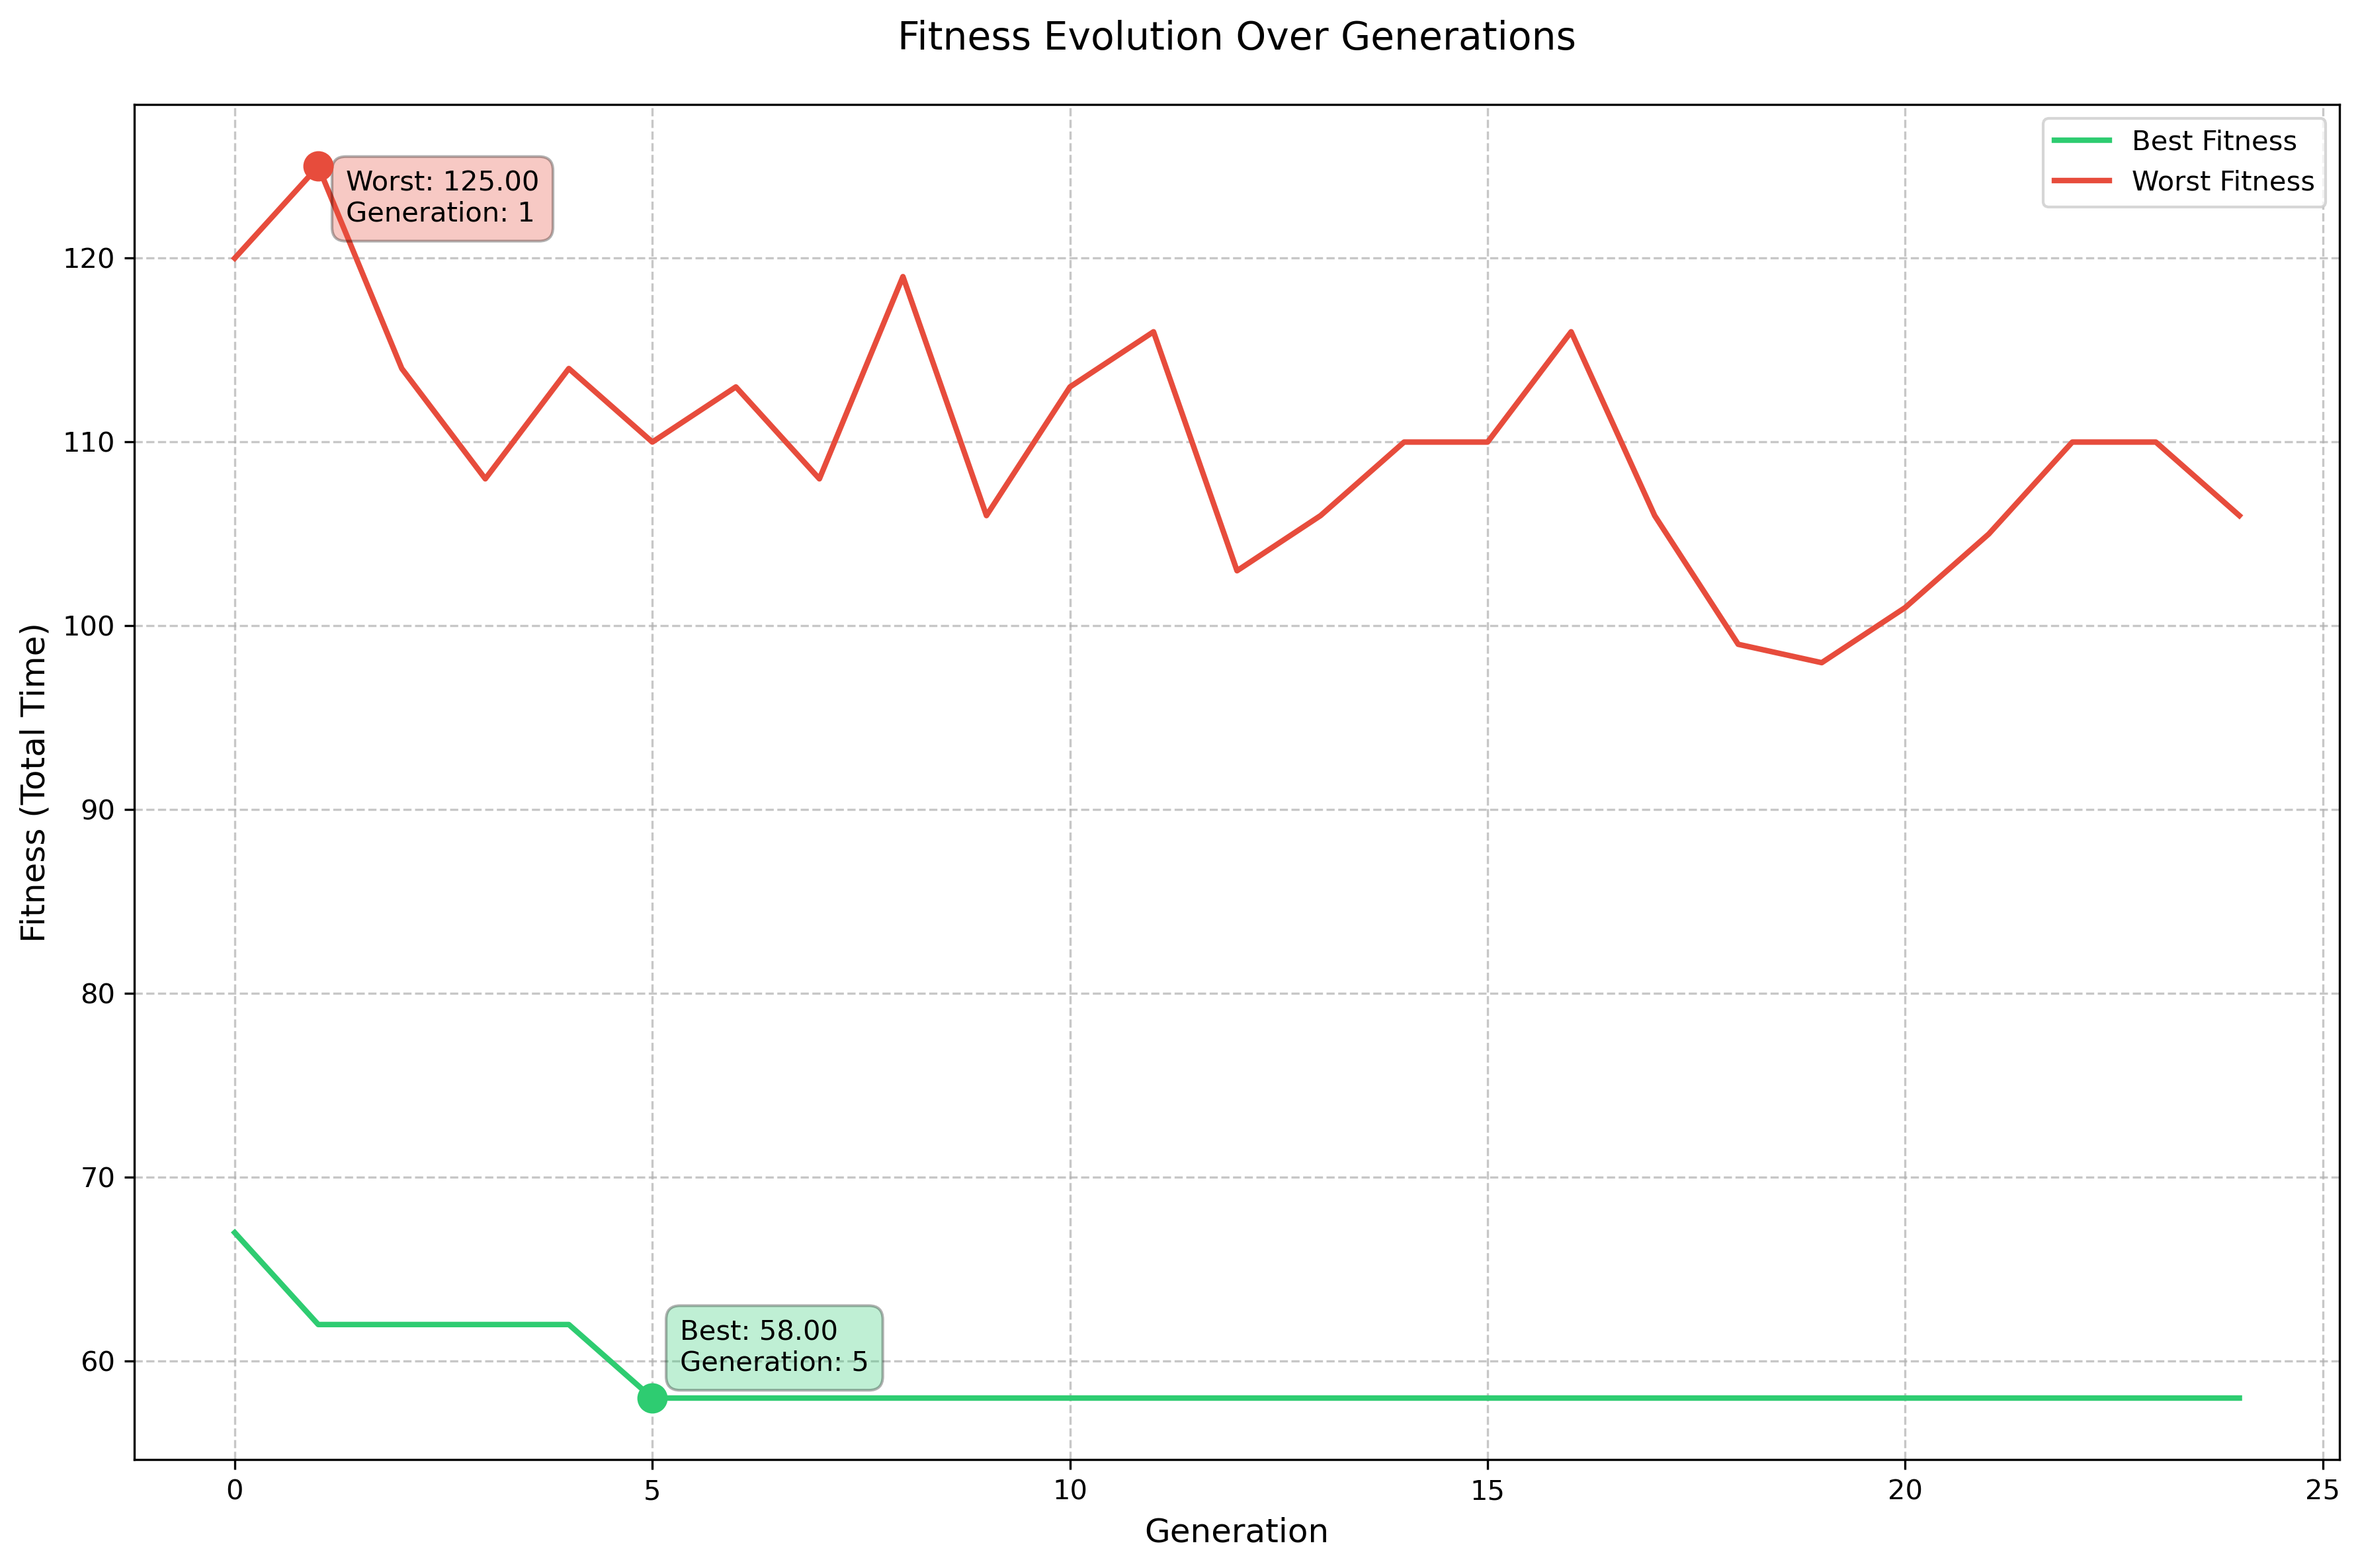 Fitness Evolution Over Generations
Best Fitness
Worst Fitness
Worst: 125.00
Generation: 1
120
110
100
90
80
70
60
Fitness (Total Time)
Best: 58.00
Generation: 5
0
5
10
15
20
25
Generation